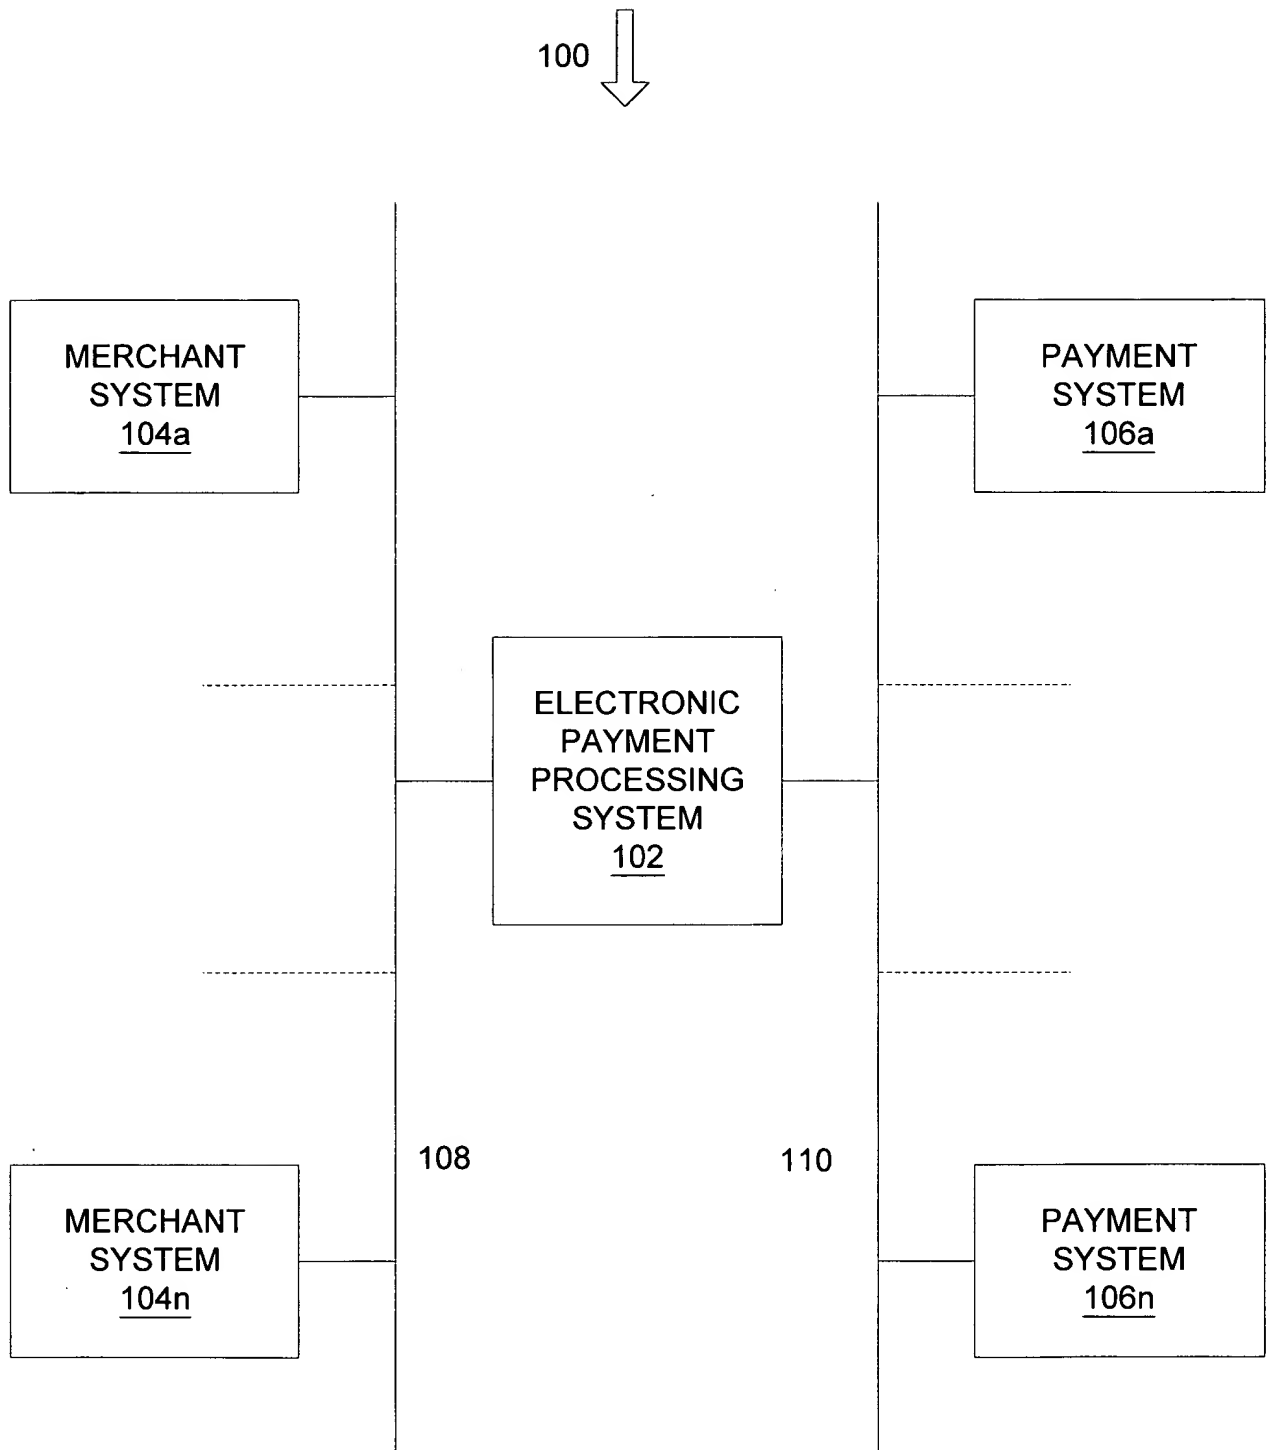 100
MERCHANT
SYSTEM
104a
PAYMENT
SYSTEM
106a
ELECTRONIC
PAYMENT
PROCESSING
SYSTEM
102
108
110
MERCHANT
SYSTEM
104n
PAYMENT
SYSTEM
106n